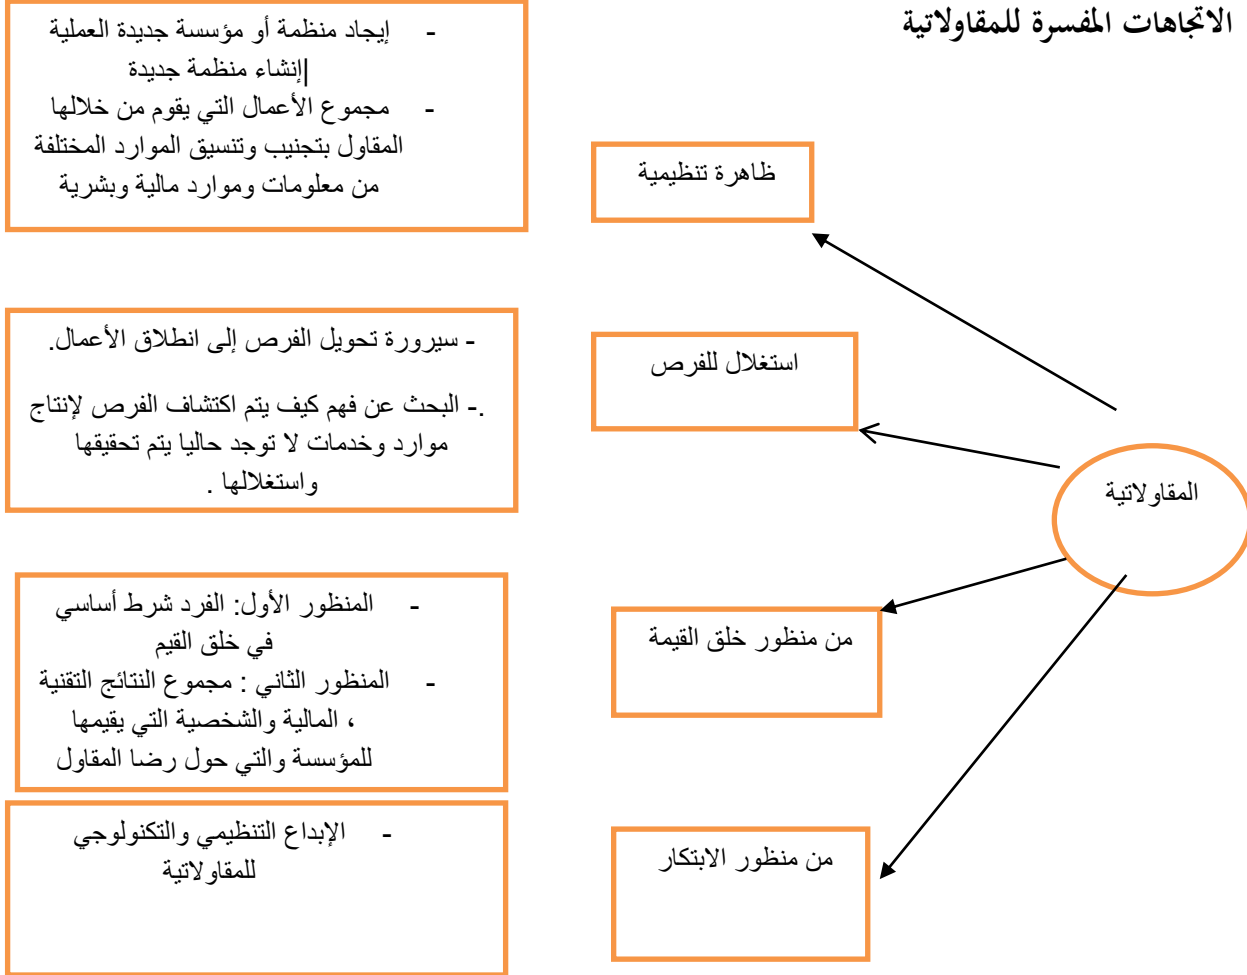 الاتجاهات المفسرة للمقاولاتية
المقاولاتية
ظاهرة تنظيمية
- إيجاد منظمة أو مؤسسة جديدة العملية
|إنشاء منظمة جديدة
- مجموع الأعمال التي يقوم من خلالها
المقاول بتجنيب وتنسيق الموارد المختلفة
من معلومات وموارد مالية وبشرية
استغلال للفرص
- سيرورة تحويل الفرص إلى انطلاق الأعمال.
.- البحث عن فهم كيف يتم اكتشاف الفرص لإنتاج
موارد وخدمات لا توجد حاليا يتم تحقيقها
واستغلالها .
من منظور خلق القيمة
- المنظور الأول: الفرد شرط أساسي
في خلق القيم
- المنظور الثاني : مجموع النتائج التقنية
، المالية والشخصية التي يقيمها
للمؤسسة والتي حول رضا المقاول
من منظور الابتكار
- الإبداع التنظيمي والتكنولوجي
للمقاولاتية